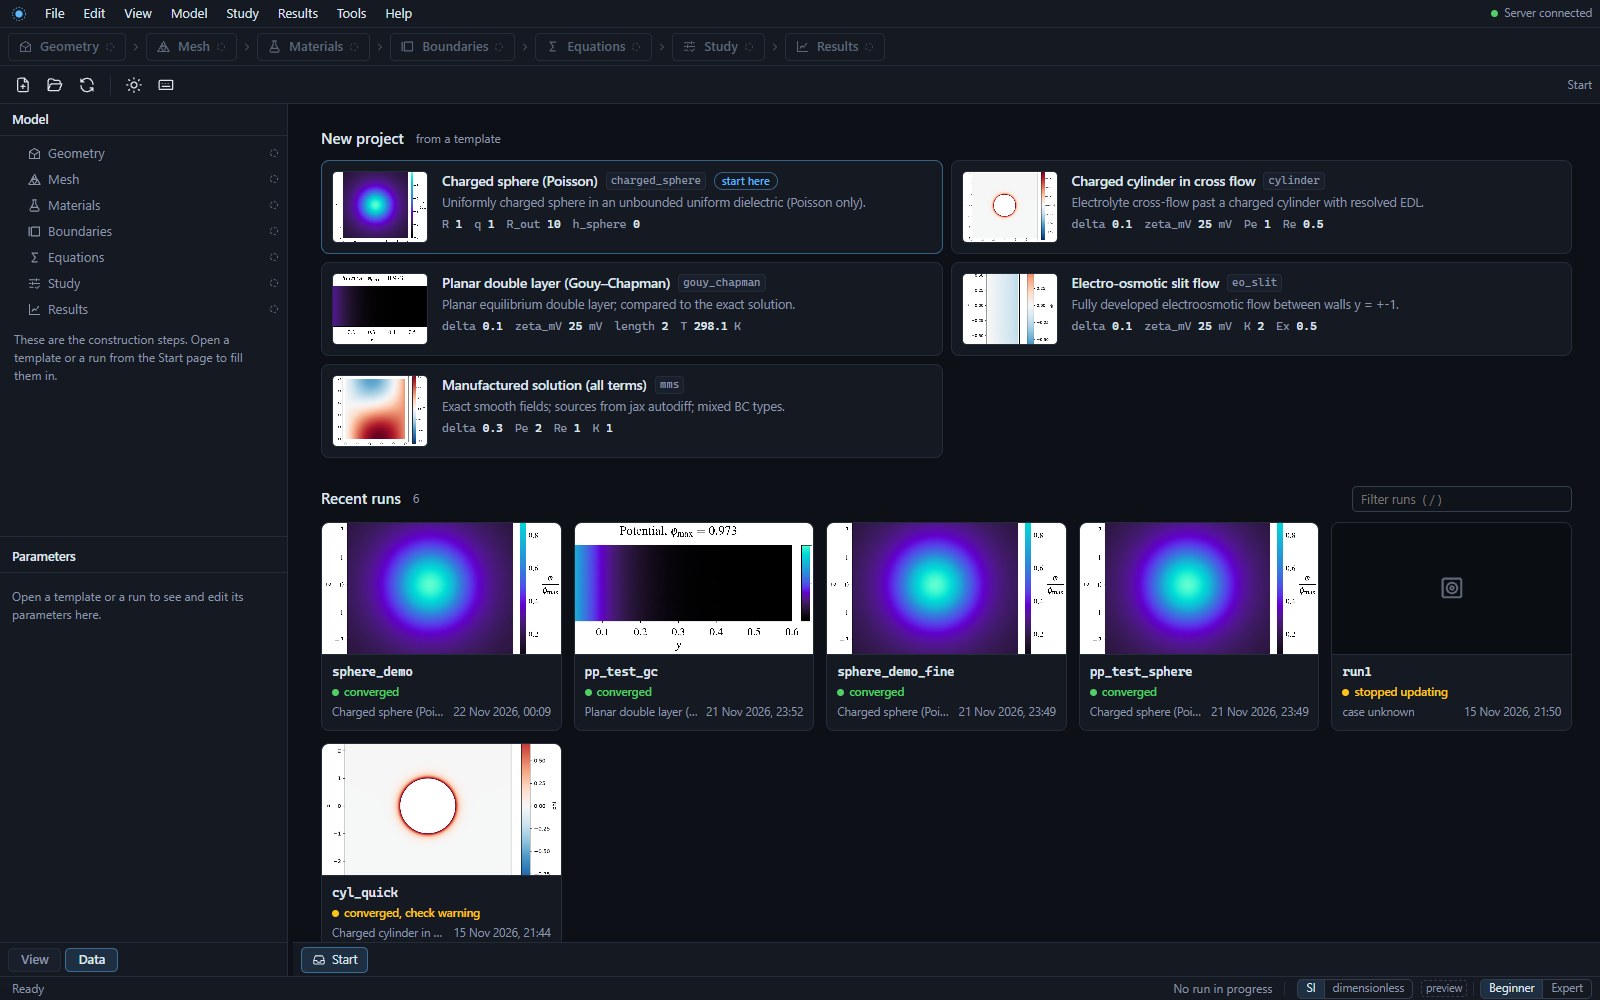 File Edit View Model Study Results Tools Help
Server connected
Geometry Mesh Materials Boundaries Equations Study Results
Start
Model
Geometry
Mesh
Materials
Boundaries
Equations
Study
Results
These are the construction steps. Open a
template or a run from the Start page to fill
them in.
Parameters
Open a template or a run to see and edit its
parameters here.
View Data
New project from a template
Charged sphere (Poisson) charged_sphere start here
Uniformly charged sphere in an unbounded uniform dielectric (Poisson only).
R 1 q 1 R_out 10 h_sphere 0
Charged cylinder in cross flow cylinder
Electrolyte cross-flow past a charged cylinder with resolved EDL.
delta 0.1 zeta_mV 25 mV Pe 1 Re 0.5
Planar double layer (Gouy–Chapman) gouy_chapman
Planar equilibrium double layer; compared to the exact solution.
delta 0.1 zeta_mV 25 mV length 2 T 298.1 K
Electro-osmotic slit flow eo_slit
Fully developed electroosmotic flow between walls y = +-1.
delta 0.1 zeta_mV 25 mV K 2 Ex 0.5
Manufactured solution (all terms) mms
Exact smooth fields; sources from jax autodiff; mixed BC types.
delta 0.3 Pe 2 Re 1 K 1
Recent runs 6
Filter runs ( / )
sphere_demo
converged
Charged sphere (Poi... 22 Nov 2026, 00:09
Potential, φmax = 0.973
0.1 0.2 0.3 0.4 0.5 0.6
y
pp_test_gc
converged
Planar double layer (... 21 Nov 2026, 23:52
sphere_demo_fine
converged
Charged sphere (Poi... 21 Nov 2026, 23:49
pp_test_sphere
converged
Charged sphere (Poi... 21 Nov 2026, 23:49
run1
stopped updating
case unknown 15 Nov 2026, 21:50
cyl_quick
converged, check warning
Charged cylinder in ... 15 Nov 2026, 21:44
Start
Ready
No run in progress SI dimensionless preview Beginner Expert